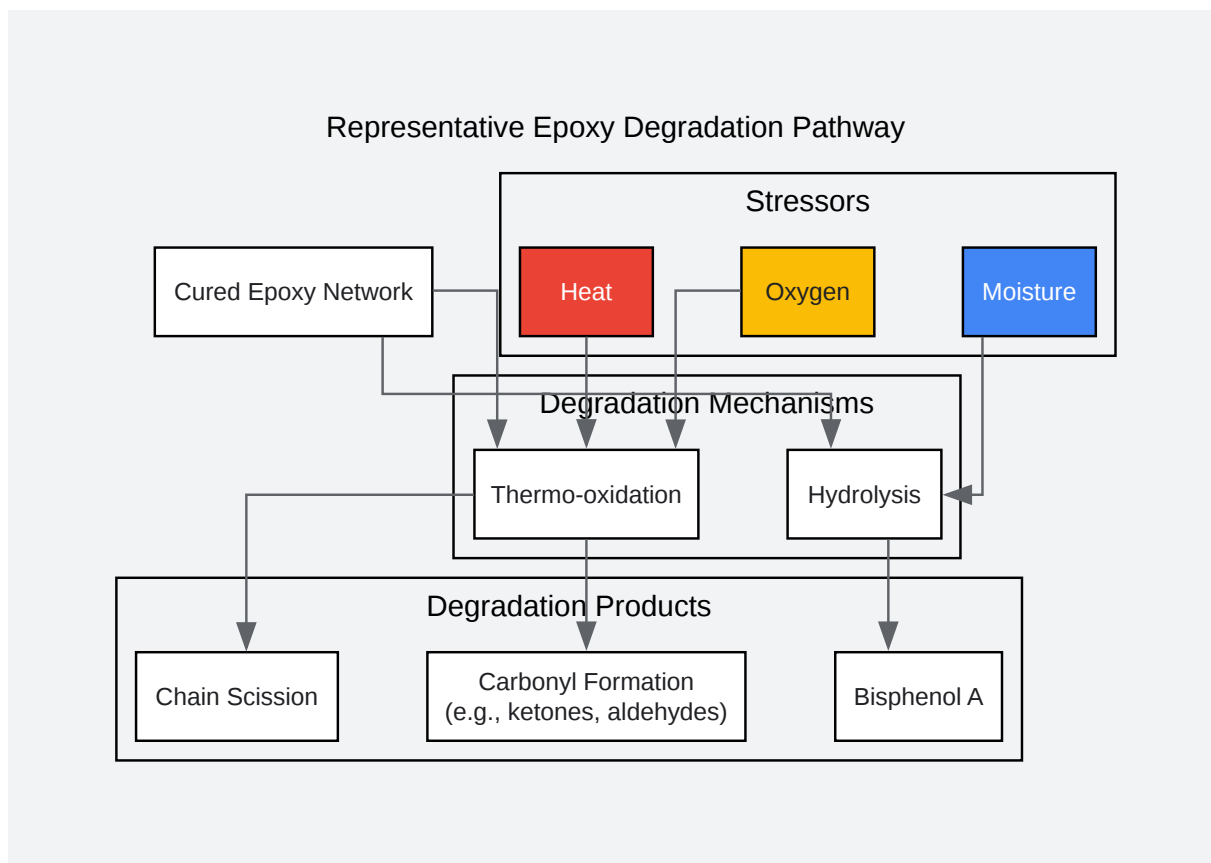 Representative Epoxy Degradation Pathway
Stressors
Cured Epoxy Network
Heat
Oxygen
Moisture
Degradation Mechanisms
Thermo-oxidation
Hydrolysis
Degradation Products
Chain Scission
Carbonyl Formation
(e.g., ketones, aldehydes)
Bisphenol A